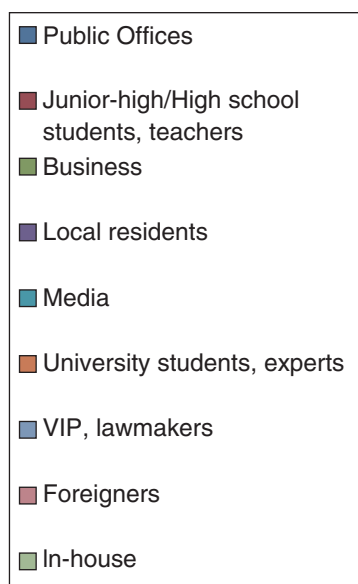 Public Offices
Junior-high/High school
students, teachers
Business
Local residents
Media
University students, experts
VIP, lawmakers
Foreigners
In-house